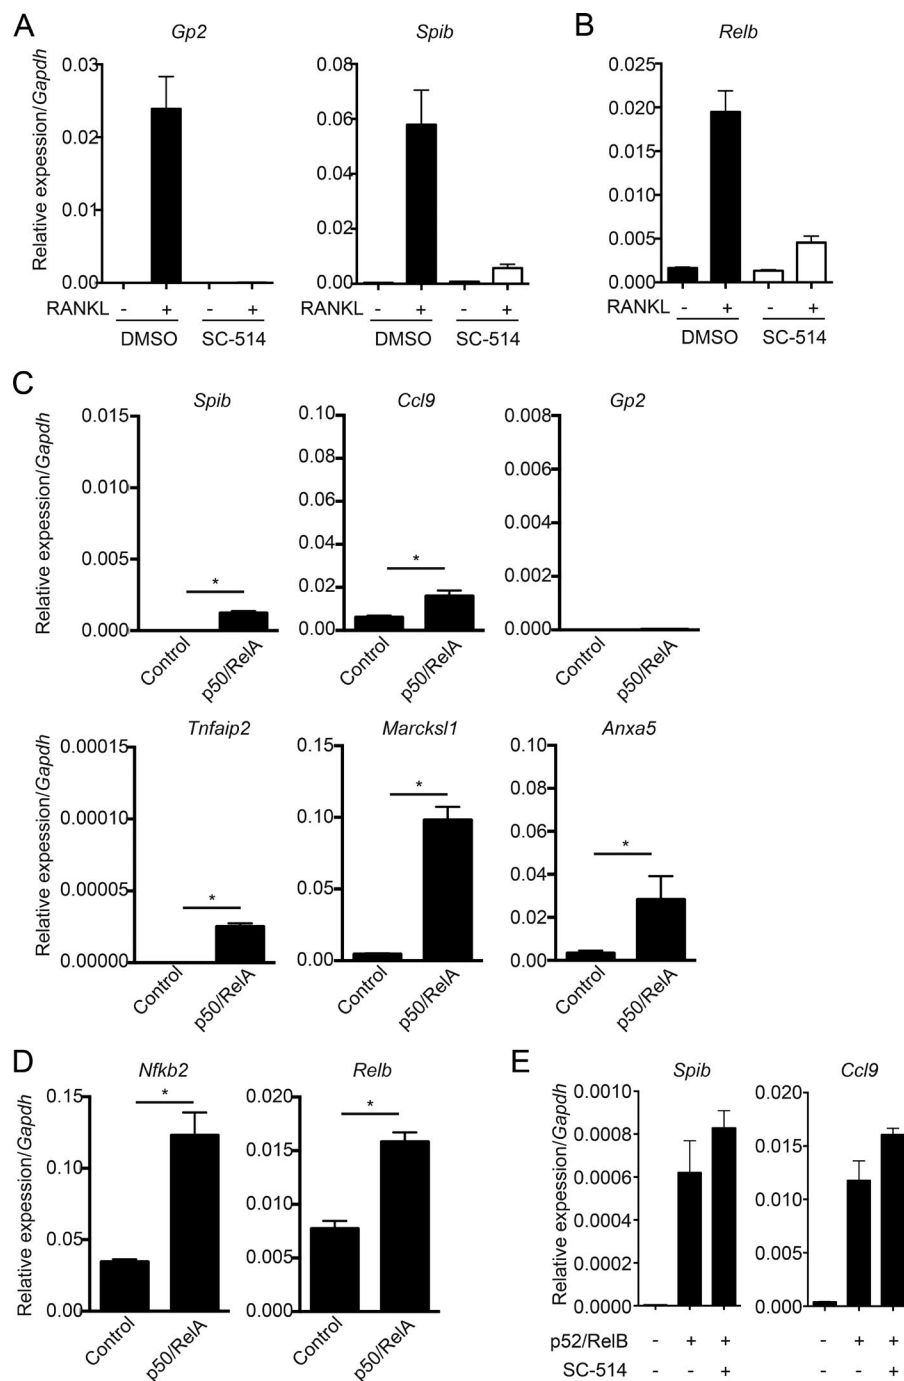 A
Gp2
Spib
B
Relb
Relative expession/Gapdh
0.03
0.02
0.01
0.00
0.08
0.06
0.04
0.02
0.00
0.025
0.020
0.015
0.010
0.005
0.000
RANKL - + - +
DMSO SC-514
- + - +
DMSO SC-514
RANKL - + - +
DMSO SC-514
C
Spib
Ccl9
Gp2
Relative expession/Gapdh
0.015
0.010
0.005
0.000
*
Control
p50/RelA
0.10
0.08
0.06
0.04
0.02
0.00
*
Control
p50/RelA
0.008
0.006
0.004
0.002
0.000
Control
p50/RelA
Tnfaip2
Marcksl1
Anxa5
Relative expession/Gapdh
0.00015
0.00010
0.00005
0.00000
*
Control
p50/RelA
0.15
0.10
0.05
0.00
*
Control
p50/RelA
0.10
0.08
0.06
0.04
0.02
0.00
*
Control
p50/RelA
D
Nfkb2
Relb
Relative expession/Gapdh
0.15
0.10
0.05
0.00
*
Control
p50/RelA
0.020
0.015
0.010
0.005
0.000
*
Control
p50/RelA
E
Spib
Ccl9
Relative expession/Gapdh
0.0010
0.0008
0.0006
0.0004
0.0002
0.0000
0.020
0.015
0.010
0.005
0.000
p52/RelB - + + - + +
SC-514 - - + - - +